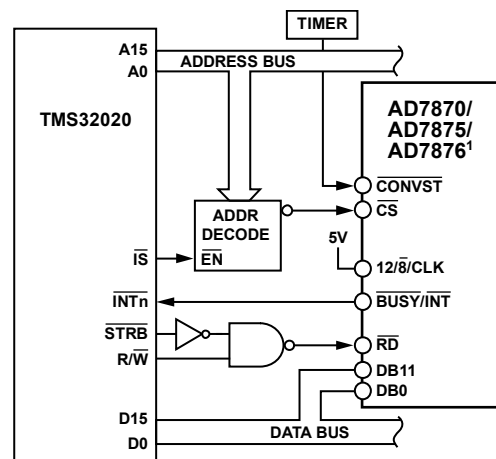 TIMER
A15
A0
ADDRESS BUS
TMS32020
AD7870/
AD7875/
AD7876¹
CONVST
CS
ADDR
DECODE
EN
IS
5V
12/8/CLK
INTn
BUSY/INT
STRB
R/W
RD
DB11
DB0
D15
D0
DATA BUS